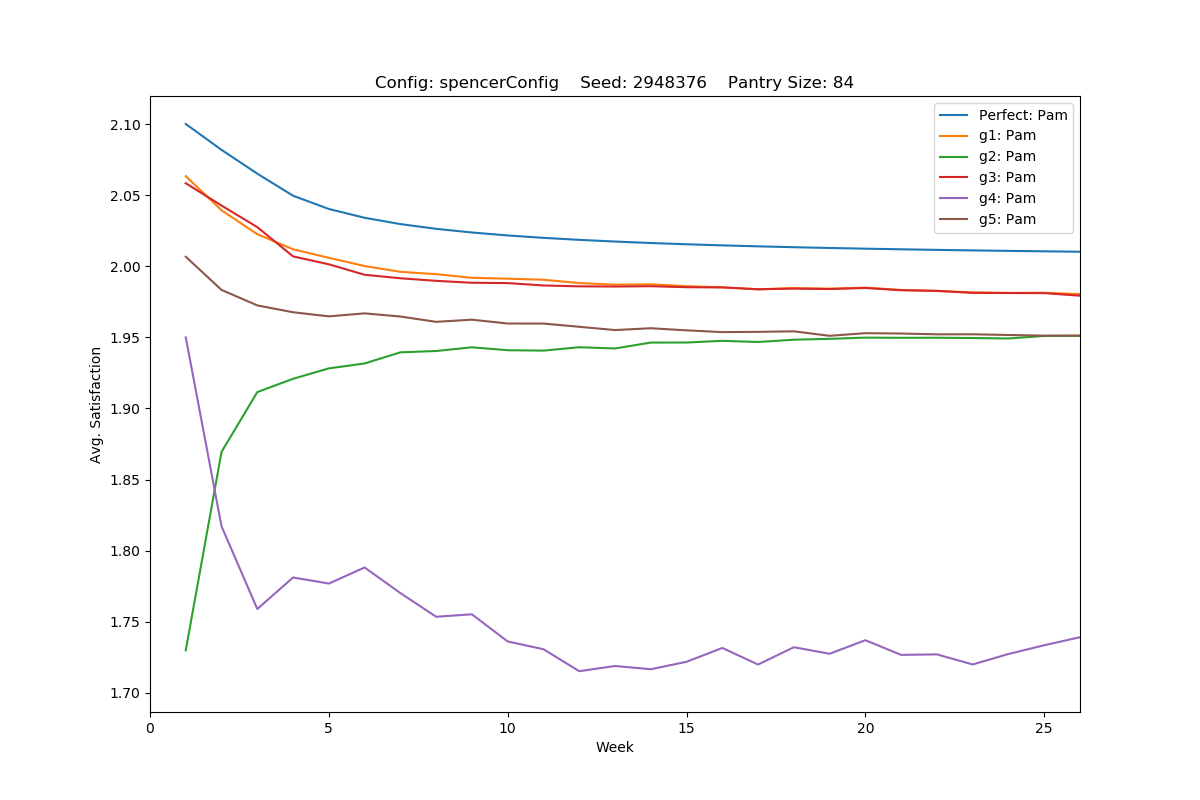 Config: spencerConfig    Seed: 2948376    Pantry Size: 84
Perfect: Pam
g1: Pam
g2: Pam
g3: Pam
g4: Pam
g5: Pam
2.10
2.05
2.00
1.95
1.90
1.85
1.80
1.75
1.70
Avg. Satisfaction
0 5 10 15 20 25
Week